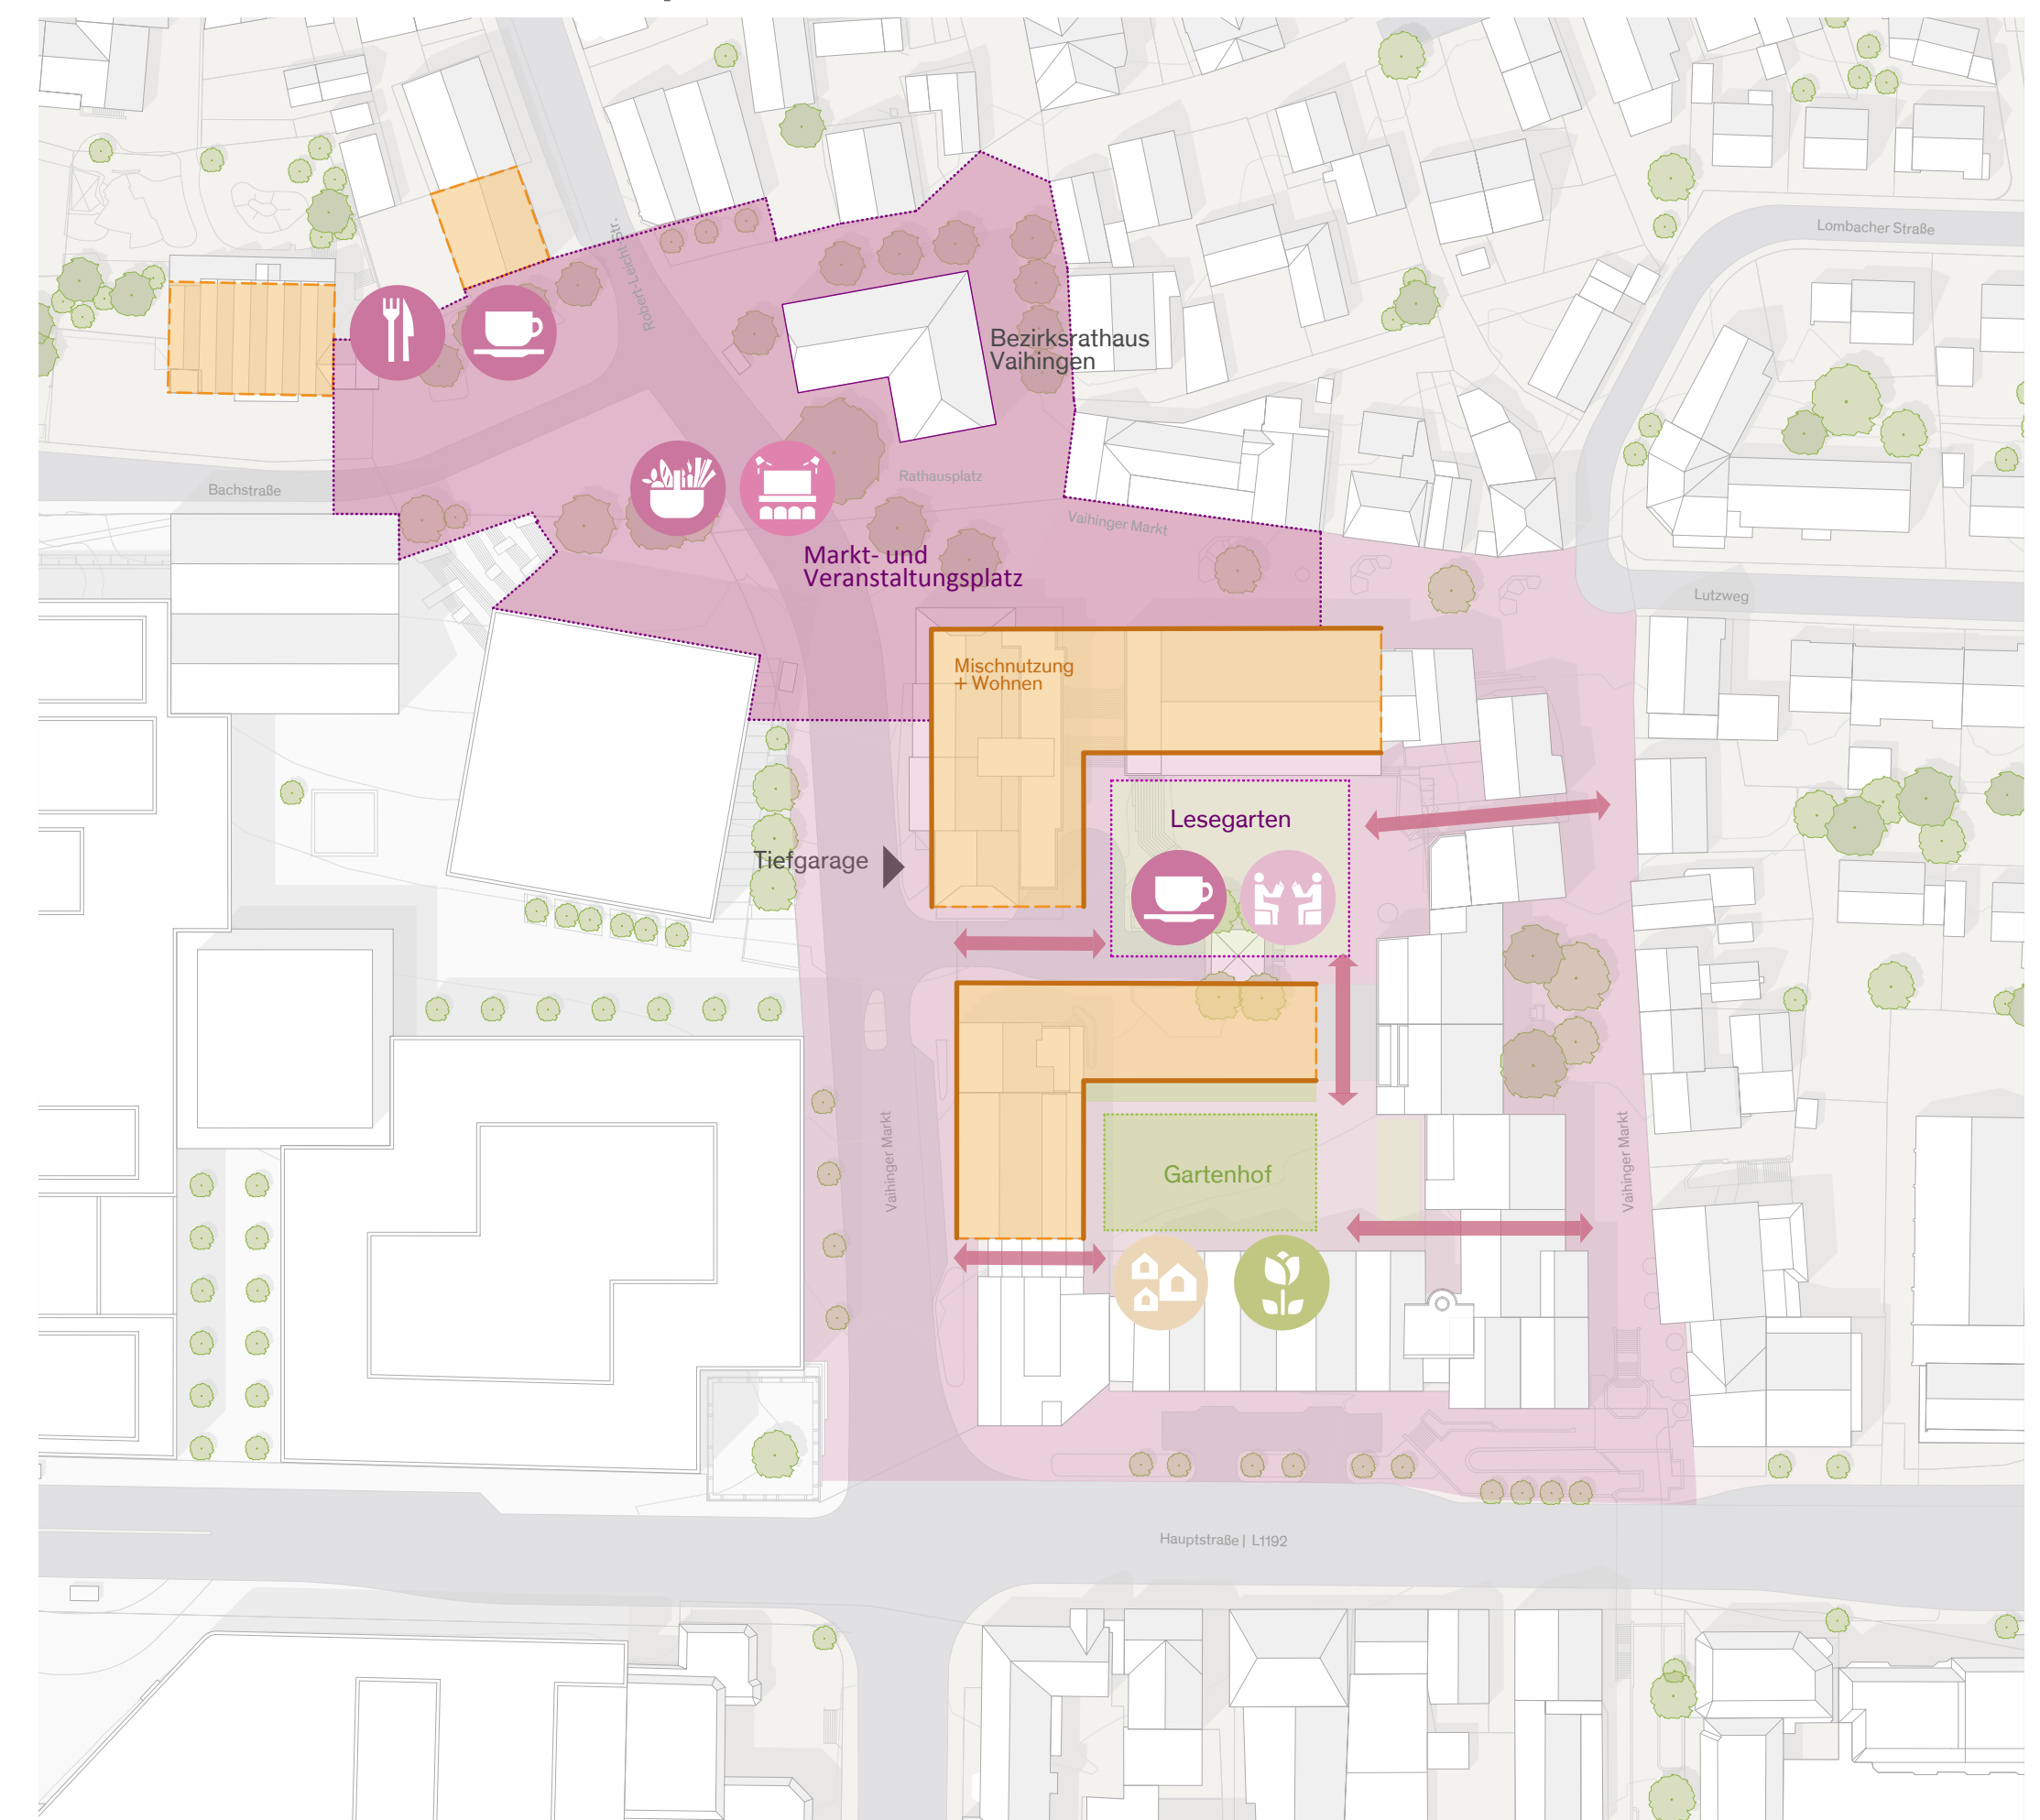 Lombacher Straße
Robert-Leicht-Str.
Bezirksrathaus
Vaihingen
Rathausplatz
Bachstraße
Vaihinger Markt
Markt- und
Veranstaltungsplatz
Lutzweg
Mischnutzung
+ Wohnen
Lesegarten
Tiefgarage
Vaihinger Markt
Gartenhof
Vaihinger Markt
Hauptstraße | L1192